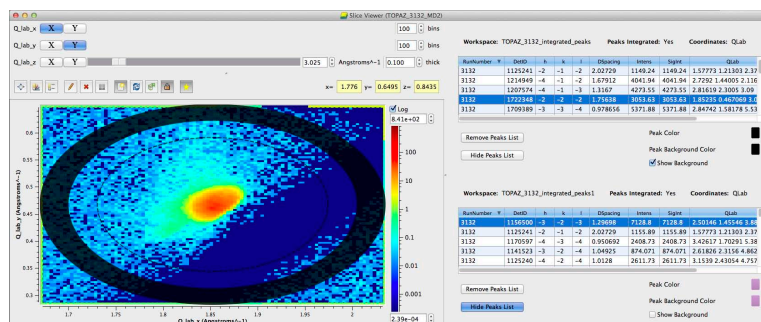 Slice Viewer (TOPAZ_3132_MD2)
Q_lab_x X Y 100 bins
Q_lab_y X Y 100 bins
Q_lab_z X Y 3.025 Angstroms^-1 0.100 thick
x= 1.776 y= 0.6495 z= 0.8435
Log
8.41e+02
100
10
1
0.1
0.01
0.001
2.39e-04
Q_lab_y (Angstroms^-1)
0.6
0.55
0.5
0.45
0.4
0.35
0.3
1.7 1.75 1.8 1.85 1.9 1.95 2
Q_lab_x (Angstroms^-1)
Workspace: TOPAZ_3132_integrated_peaks Peaks Integrated: Yes Coordinates: QLab
RunNumber DetID h k l DSpacing Intens SigInt QLab
3132 1125241 -2 -1 -2 2.02729 1149.24 1149.24 1.57773 1.21303 2.37
3132 1214949 -4 -1 -2 1.67912 4073.91 4073.91 2.7292 1.44005 2.116
3132 1207574 -4 -1 -3 1.3167 4273.55 4273.55 2.81619 2.3005 3.09
3132 1722348 -2 -2 -2 1.75638 3053.63 3053.63 1.85235 0.467069 3.0
3132 1709389 -3 -2 -4 0.978656 5371.88 5371.88 2.84742 1.58178 5.53
Remove Peaks List
Hide Peaks List
Peak Color
Peak Background Color
Show Background
Workspace: TOPAZ_3132_integrated_peaks1 Peaks Integrated: Yes Coordinates: QLab
RunNumber DetID h k l DSpacing Intens SigInt QLab
3132 1156500 -3 -2 -3 1.29698 7128.8 7128.8 2.50146 1.45546 3.88
3132 1125241 -2 -1 -2 2.02729 1155.89 1155.89 1.57773 1.21303 2.37
3132 1170597 -4 -3 -4 0.950692 2408.73 2408.73 3.42617 1.70291 5.38
3132 1141523 -3 -2 -4 1.04925 874.071 874.071 2.61826 2.3156 4.862
3132 1125240 -4 -2 -4 1.0128 2611.73 2611.73 3.1539 2.43054 4.757
Remove Peaks List
Hide Peaks List
Peak Color
Peak Background Color
Show Background